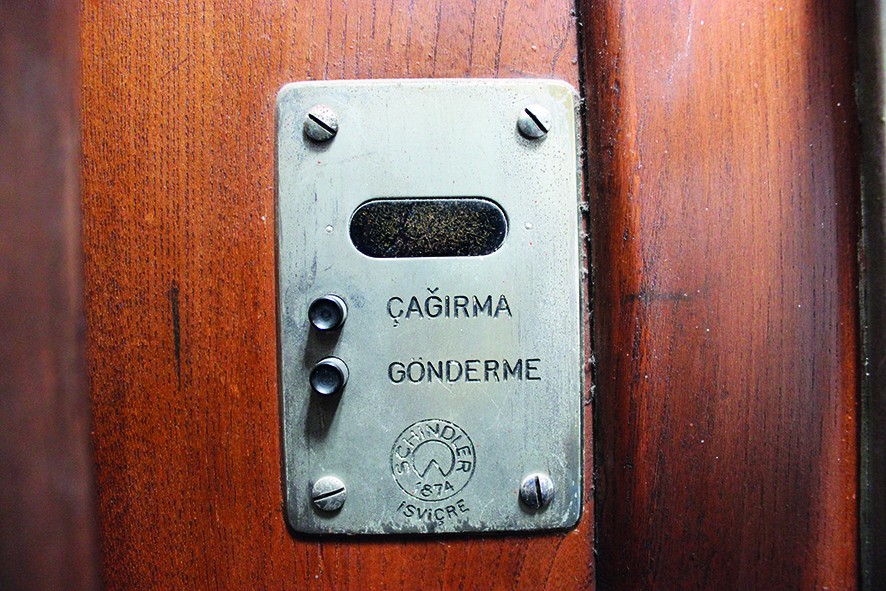 ÇAĞIRMA
GÖNDERME
SCHINDLER
1874
İSVİÇRE